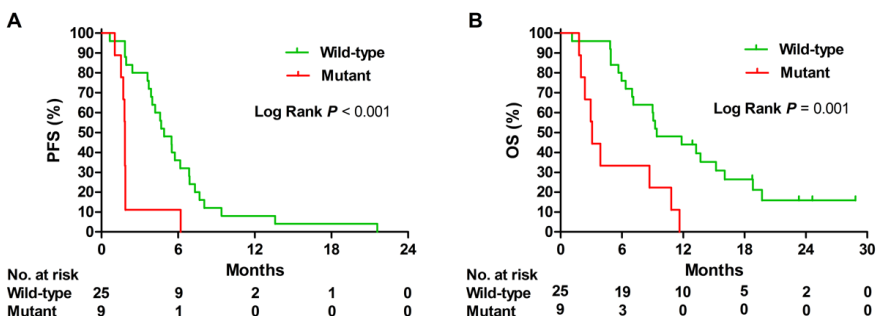 A
100
90
80
70
60
50
40
30
20
10
0
PFS (%)
Wild-type
Mutant
Log Rank P < 0.001
0 6 12 18 24
Months
No. at risk
Wild-type 25 9 2 1 0
Mutant 9 1 0 0 0
B
100
90
80
70
60
50
40
30
20
10
0
OS (%)
Wild-type
Mutant
Log Rank P = 0.001
0 6 12 18 24 30
Months
No. at risk
Wild-type 25 19 10 5 2 0
Mutant 9 3 0 0 0 0